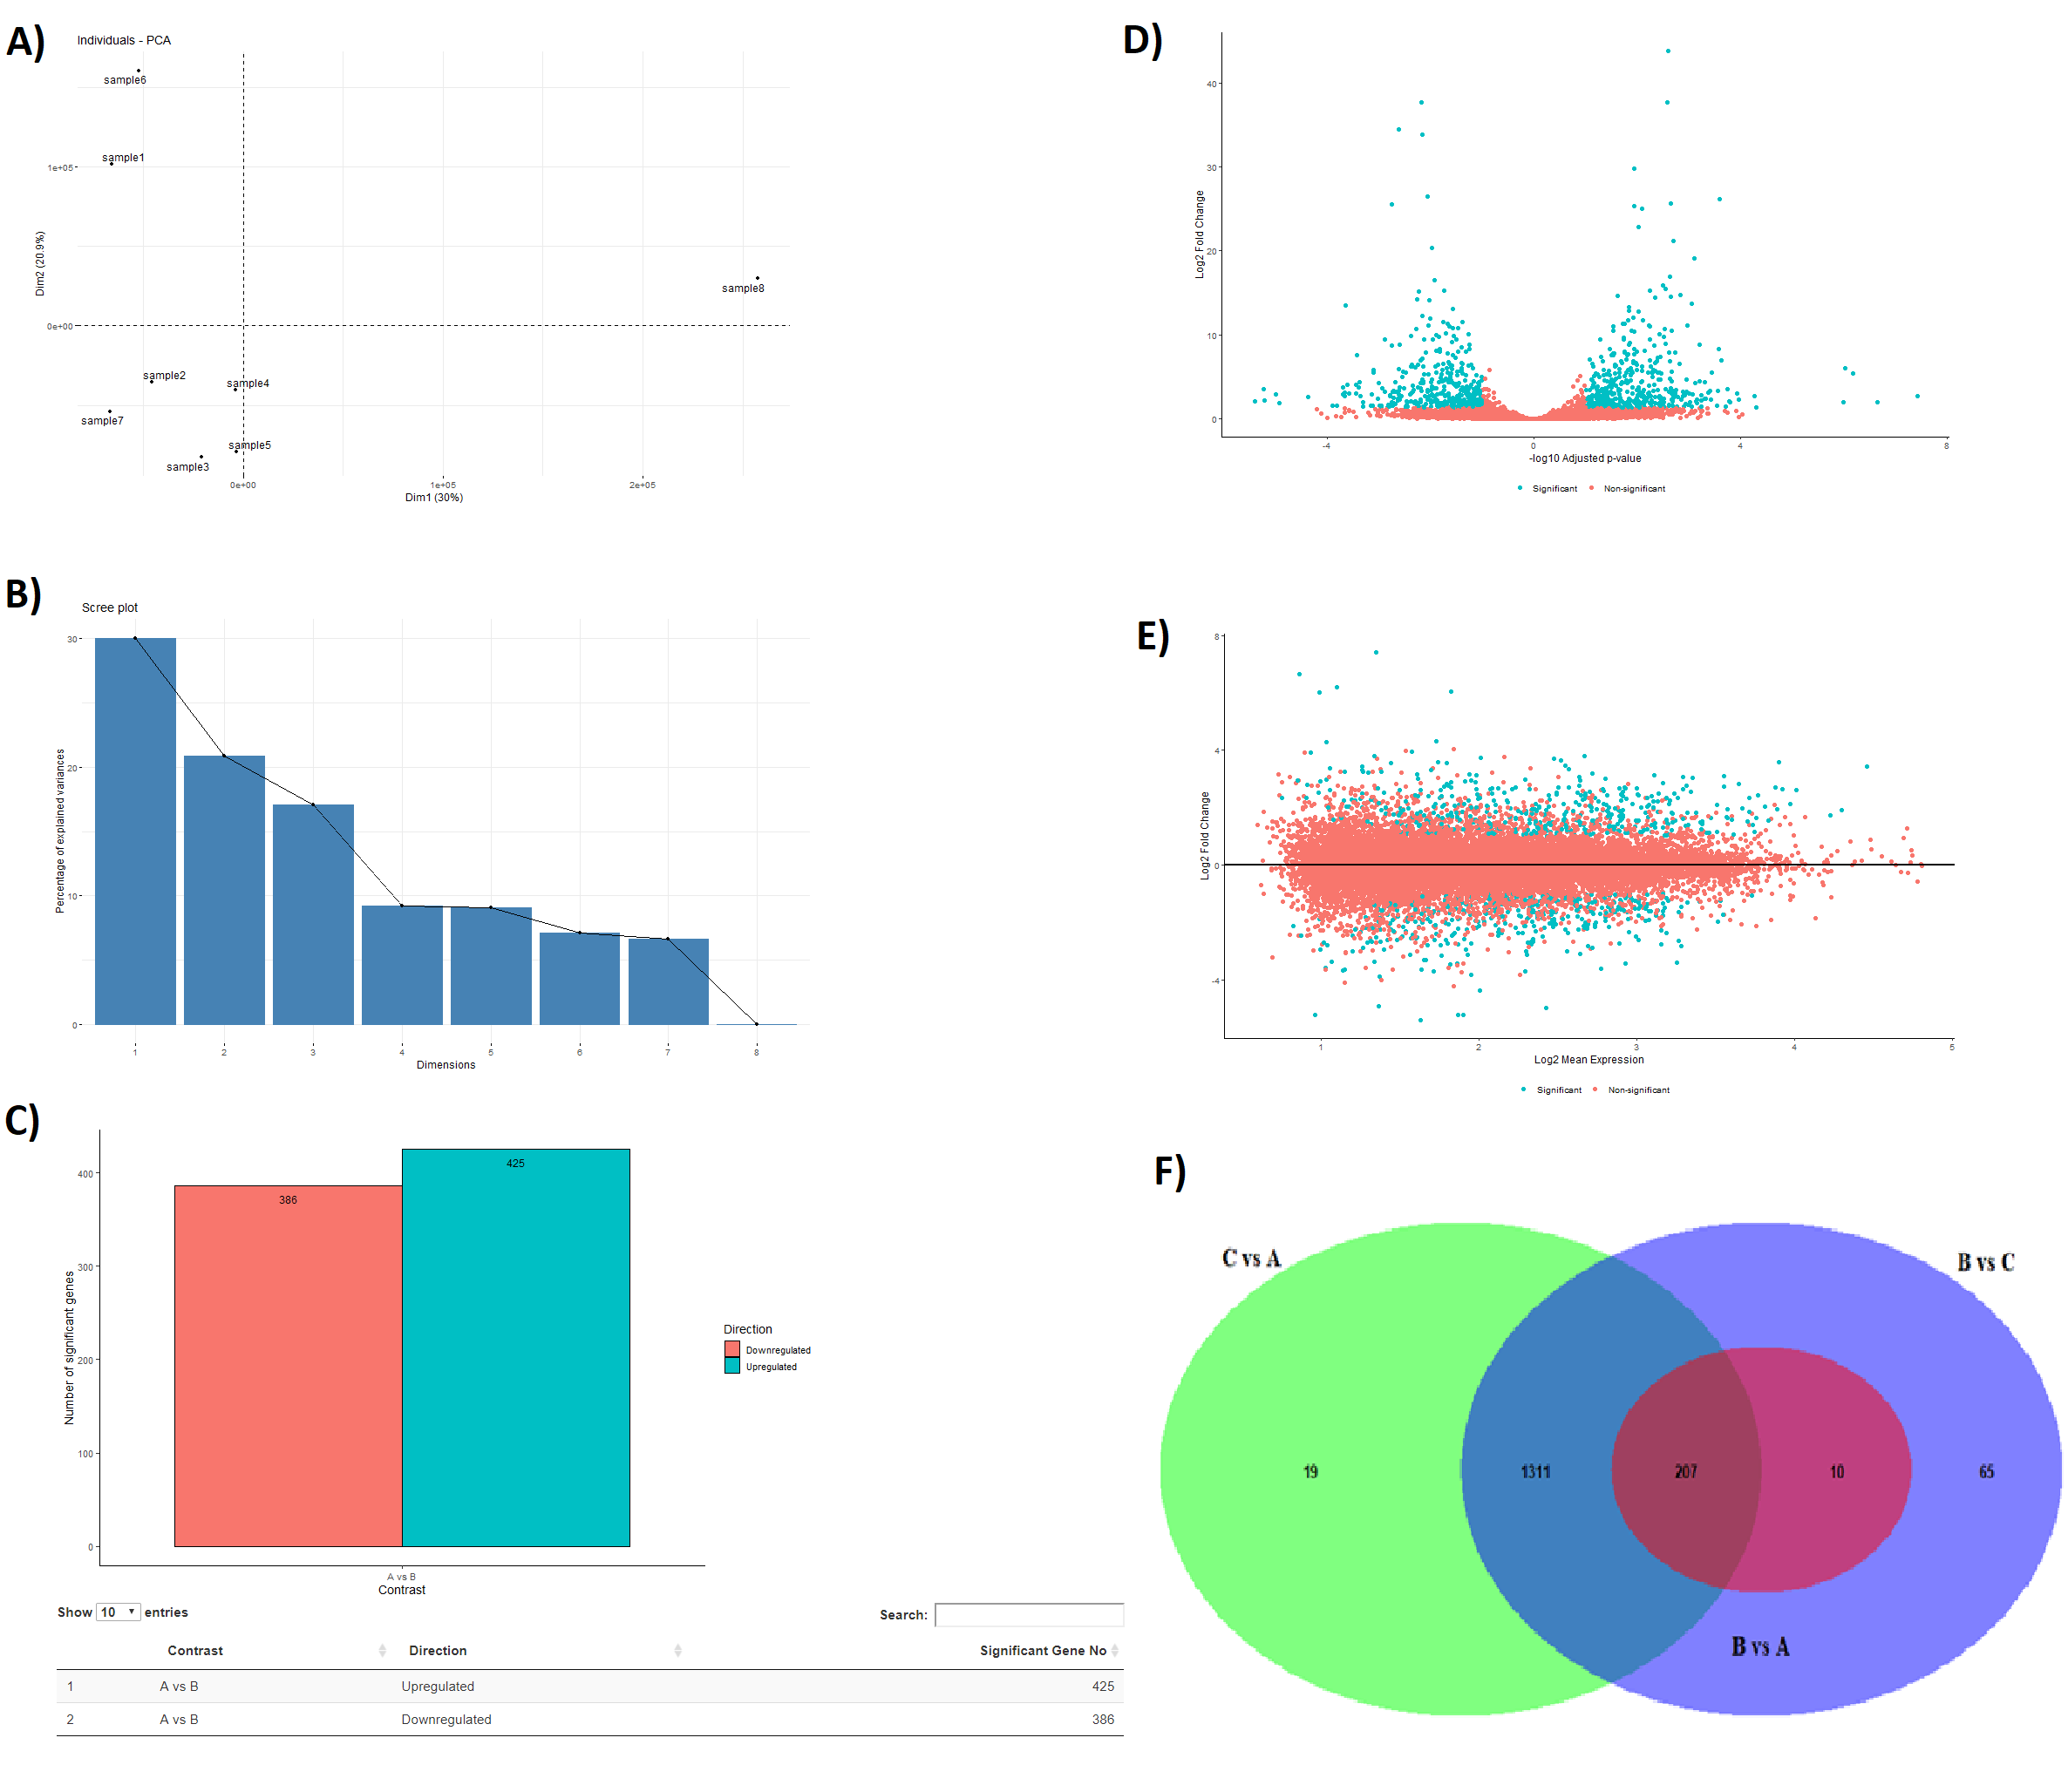 A)
Individuals - PCA
sample6
sample1
sample8
sample2
sample4
sample7
sample5
sample3
1e+05
0e+00
Dim2 (20.9%)
0e+00 1e+05 2e+05
Dim1 (30%)
B)
Scree plot
30
20
10
0
Percentage of explained variances
1 2 3 4 5 6 7 8
Dimensions
C)
400
300
200
100
0
Number of significant genes
386
425
A vs B
Contrast
Direction
Downregulated
Upregulated
Show 10 entries
Search:
Contrast Direction Significant Gene No
1 A vs B Upregulated 425
2 A vs B Downregulated 386
D)
40
30
20
10
0
Log2 Fold Change
-4 0 4 8
-log10 Adjusted p-value
Significant Non-significant
E)
8
4
0
-4
Log2 Fold Change
1 2 3 4 5
Log2 Mean Expression
Significant Non-significant
F)
C vs A
B vs C
19 1311 207 10 65
B vs A